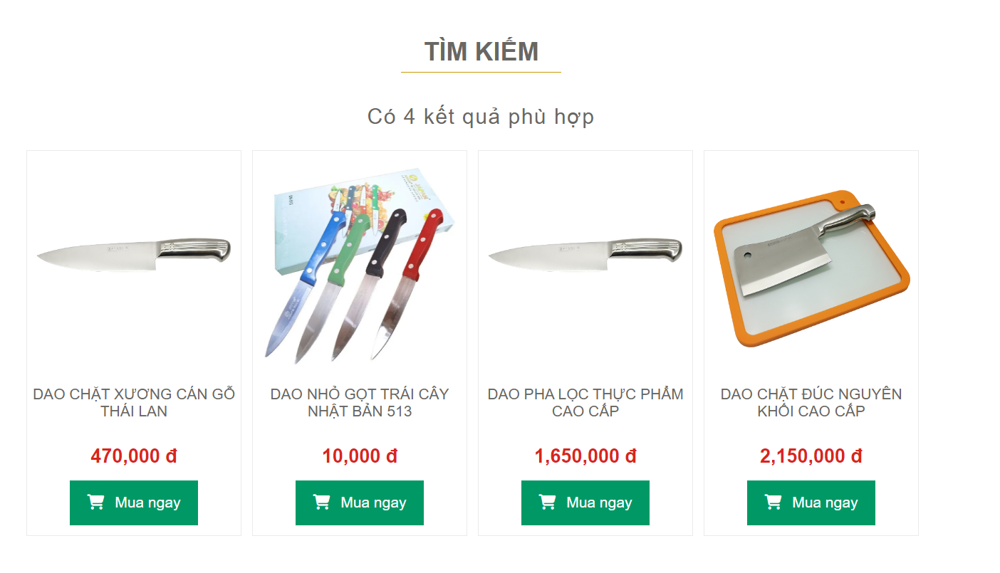 TÌM KIẾM
Có 4 kết quả phù hợp
JAPAN
DAO CHẶT XƯƠNG CÁN GỖ
THÁI LAN
470,000 đ
Mua ngay
DAO NHỎ GỌT TRÁI CÂY
NHẬT BẢN 513
10,000 đ
Mua ngay
DAO PHA LỌC THỰC PHẨM
CAO CẤP
1,650,000 đ
Mua ngay
DAO CHẶT ĐÚC NGUYÊN
KHỐI CAO CẤP
2,150,000 đ
Mua ngay